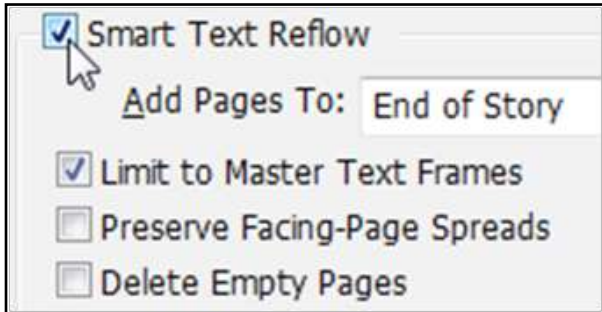 Smart Text Reflow
Add Pages To: End of Story
Limit to Master Text Frames
Preserve Facing-Page Spreads
Delete Empty Pages